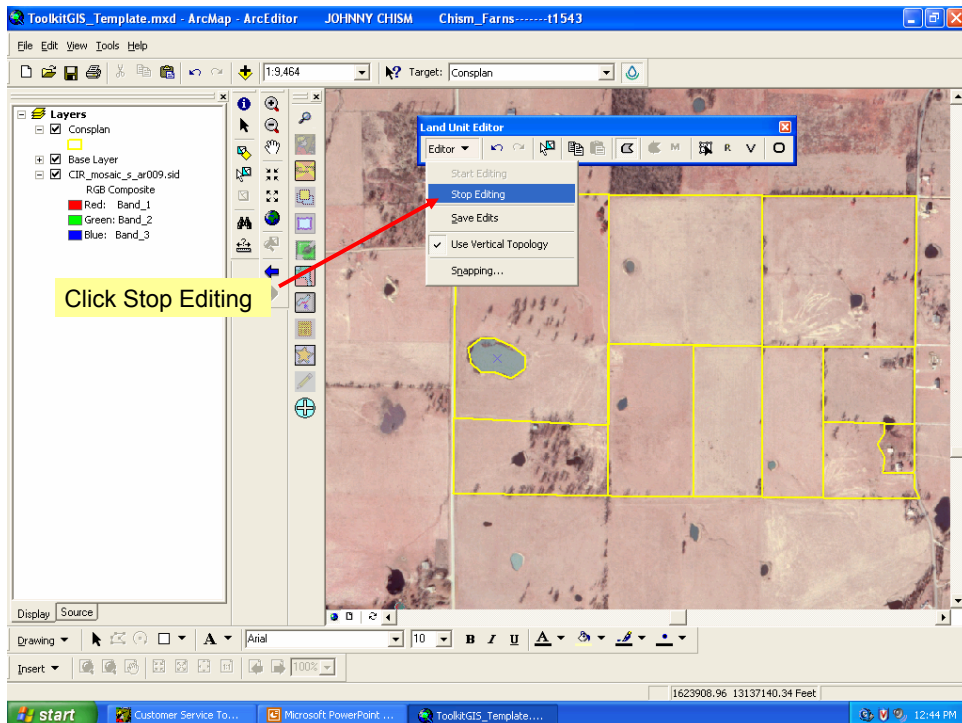 ToolkitGIS_Template.mxd - ArcMap - ArcEditor JOHNNY CHISM Chism_Farns-------t1543
File Edit View Tools Help
1:9,464
Target: Consplan
Layers
Consplan
Base Layer
CIR_mosaic_s_ar009.sid
RGB Composite
Red: Band_1
Green: Band_2
Blue: Band_3
Land Unit Editor
Editor
M
R
V
O
Start Editing
Stop Editing
Save Edits
Use Vertical Topology
Snapping...
Click Stop Editing
Display Source
Drawing A Arial 10 B I U A
Insert 100%
1623908.96 13137140.34 Feet
start Customer Service To... Microsoft PowerPoint ... ToolkitGIS_Template.... 12:44 PM